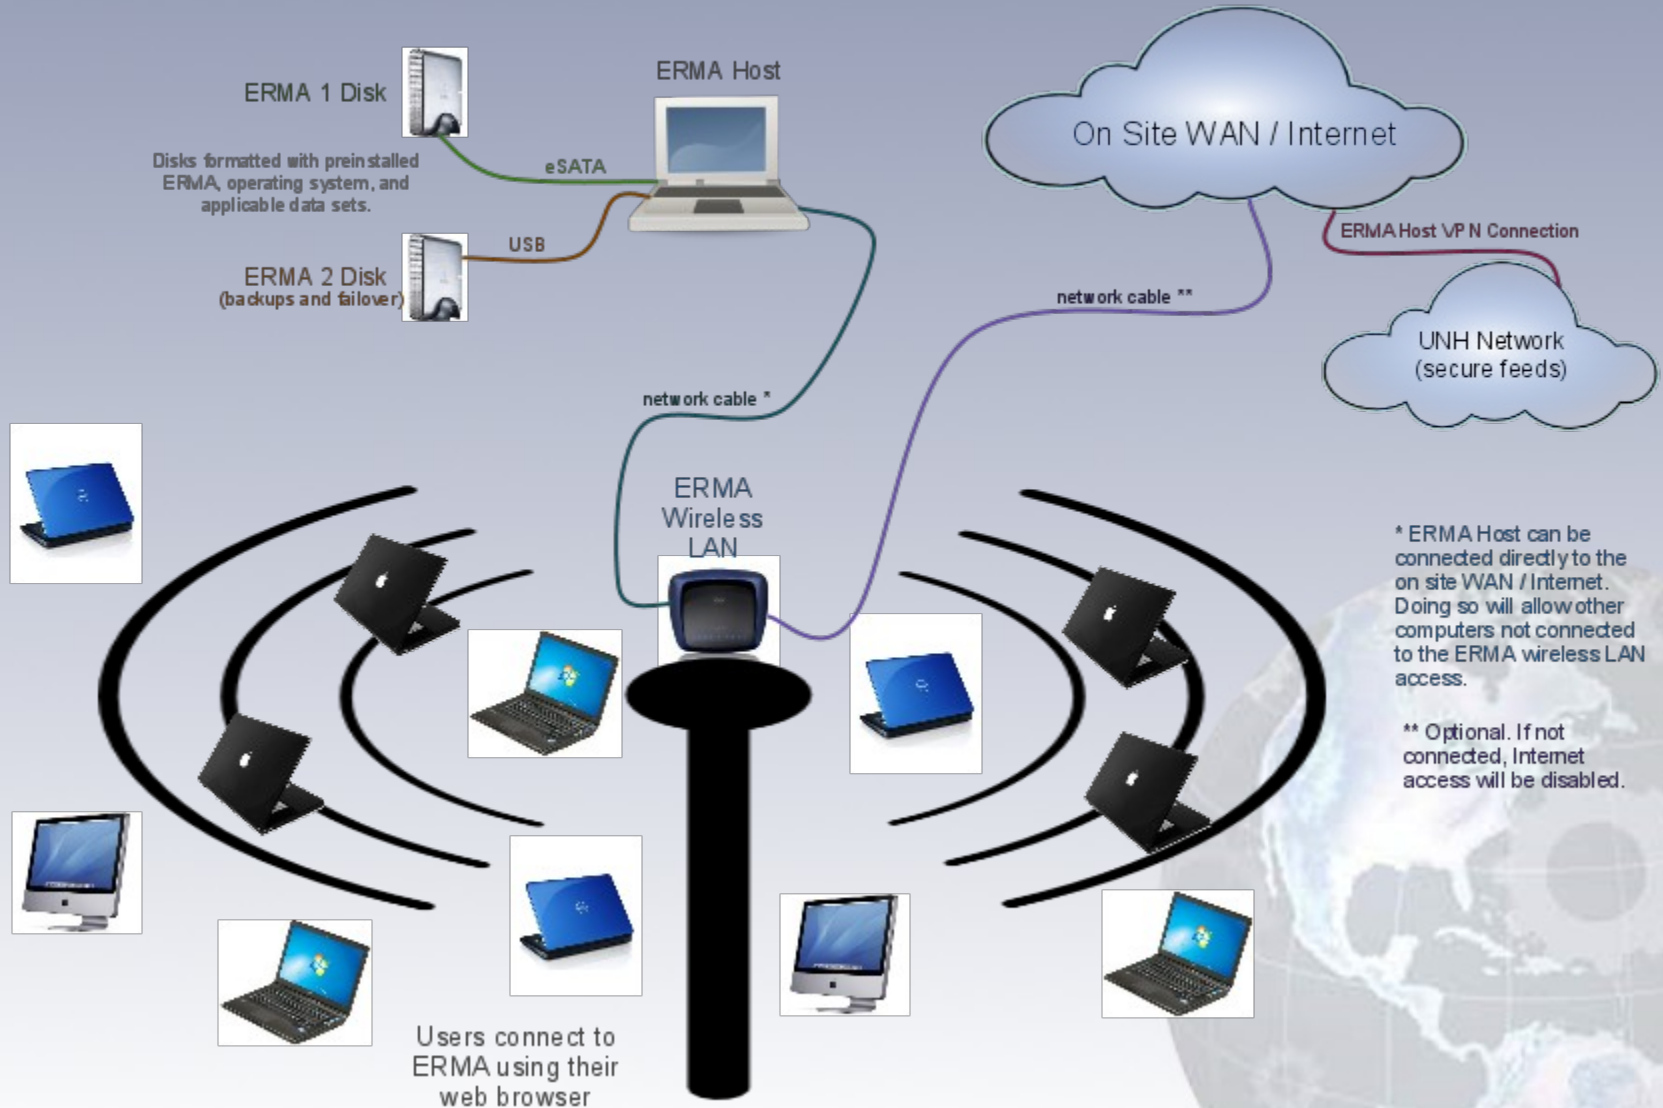 ERMA 1 Disk
Disks formatted with preinstalled
ERMA, operating system, and
applicable data sets.
ERMA 2 Disk
(backups and failover)
eSATA
USB
ERMA Host
On Site WAN / Internet
ERMA Host VPN Connection
UNH Network
(secure feeds)
network cable **
network cable *
ERMA
Wireless
LAN
* ERMA Host can be
connected directly to the
on site WAN / Internet.
Doing so will allow other
computers not connected
to the ERMA wireless LAN
access.
** Optional. If not
connected, Internet
access will be disabled.
Users connect to
ERMA using their
web browser